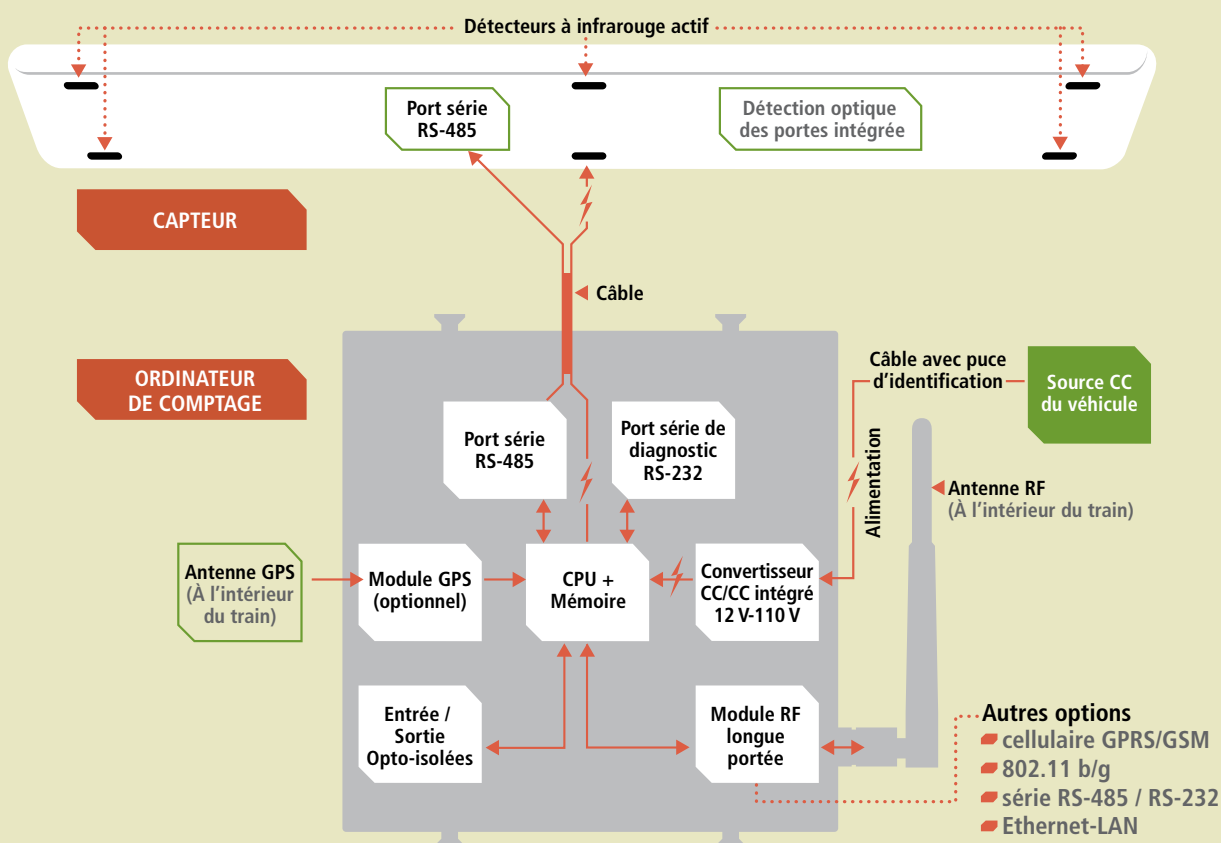 Détecteurs à infrarouge actif
Port série
RS-485
Détection optique
des portes intégrée
CAPTEUR
Câble
ORDINATEUR
DE COMPTAGE
Câble avec puce
d’identification
Source CC
du véhicule
Port série
RS-485
Port série de
diagnostic
RS-232
Alimentation
Antenne RF
(À l’intérieur du train)
Antenne GPS
(À l’intérieur
du train)
Module GPS
(optionnel)
CPU +
Mémoire
Convertisseur
CC/CC intégré
12 V-110 V
Entrée /
Sortie
Opto-isolées
Module RF
longue
portée
Autres options
cellulaire GPRS/GSM
802.11 b/g
série RS-485 / RS-232
Ethernet-LAN